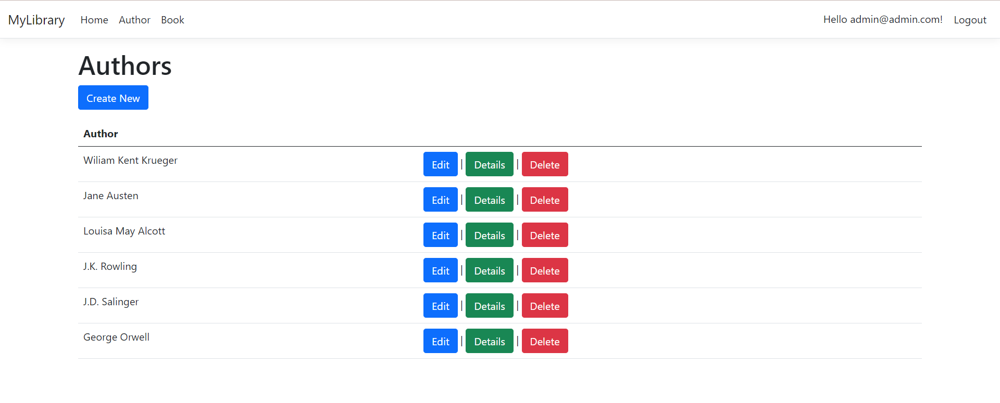 MyLibrary Home Author Book Hello admin@admin.com! Logout
Authors
Create New
Author
Wiliam Kent Krueger Edit | Details | Delete
Jane Austen Edit | Details | Delete
Louisa May Alcott Edit | Details | Delete
J.K. Rowling Edit | Details | Delete
J.D. Salinger Edit | Details | Delete
George Orwell Edit | Details | Delete